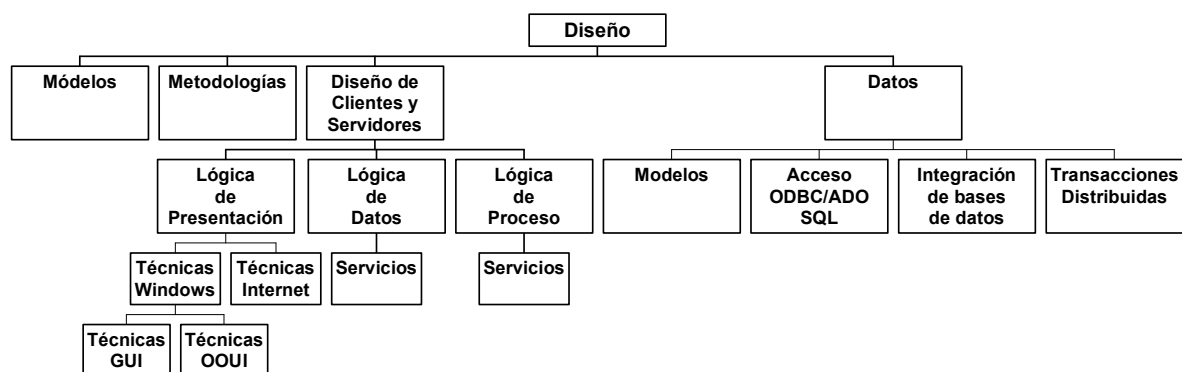 Diseño
Módelos
Metodologías
Diseño de
Clientes y
Servidores
Datos
Lógica
de
Presentación
Lógica
de
Datos
Lógica
de
Proceso
Modelos
Acceso
ODBC/ADO
SQL
Integración
de bases
de datos
Transacciones
Distribuidas
Técnicas
Windows
Técnicas
Internet
Servicios
Servicios
Técnicas
GUI
Técnicas
OOUI